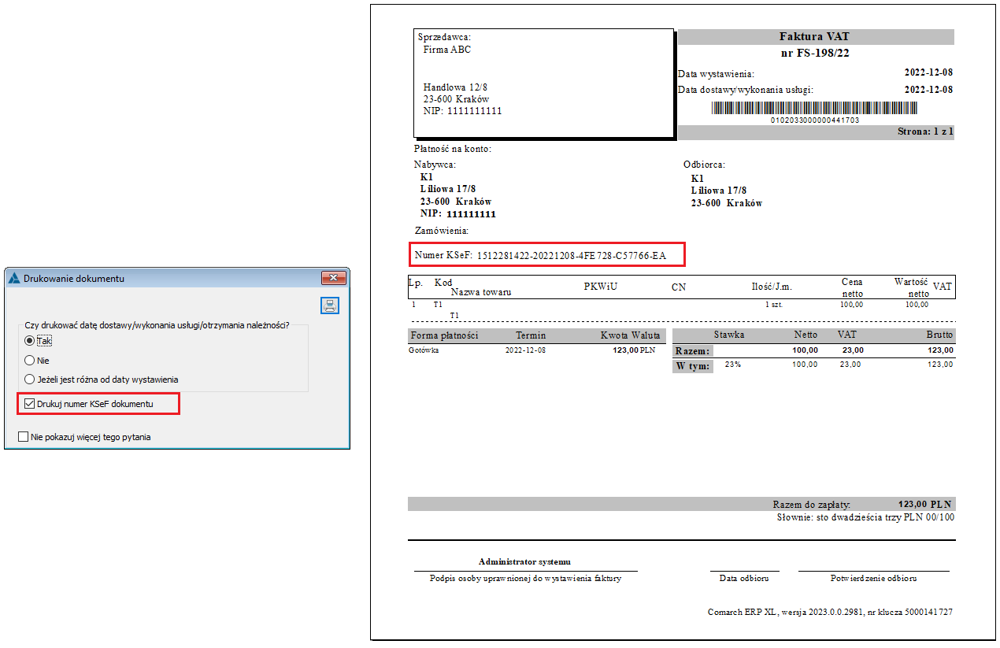 Drukowanie dokumentu
Czy drukować datę dostawy/wykonania usługi/otrzymania należności?
Tak
Nie
Jeżeli jest różna od daty wystawienia
Drukuj numer KSeF dokumentu
Nie pokazuj więcej tego pytania
Sprzedawca:
Firma ABC
Handlowa 12/8
23-600 Kraków
NIP: 1111111111
Faktura VAT
nr FS-198/22
Data wystawienia: 2022-12-08
Data dostawy/wykonania usługi: 2022-12-08
0102033000000441703
Strona: 1 z 1
Płatność na konto:
Nabywca:
K1
Liliowa 17/8
23-600 Kraków
NIP: 111111111
Odbiorca:
K1
Liliowa 17/8
23-600 Kraków
Zamówienia:
Numer KSeF: 1512281422-20221208-4FE728-C57766-EA
Lp. Kod Nazwa towaru PKWiU CN Ilość/J.m. Cena netto Wartość netto VAT
1 T1 1 szt. 100,00 100,00
T1
Forma płatności Termin Kwota Waluta
Gotówka 2022-12-08 123,00 PLN
Stawka Netto VAT Brutto
Razem: 100,00 23,00 123,00
W tym: 23% 100,00 23,00 123,00
Razem do zapłaty: 123,00 PLN
Słownie: sto dwadzieścia trzy PLN 00/100
Administrator systemu
Podpis osoby uprawnionej do wystawienia faktury
Data odbioru
Potwierdzenie odbioru
Comarch ERP XL, wersja 2023.0.0.2981, nr klucza 5000141727